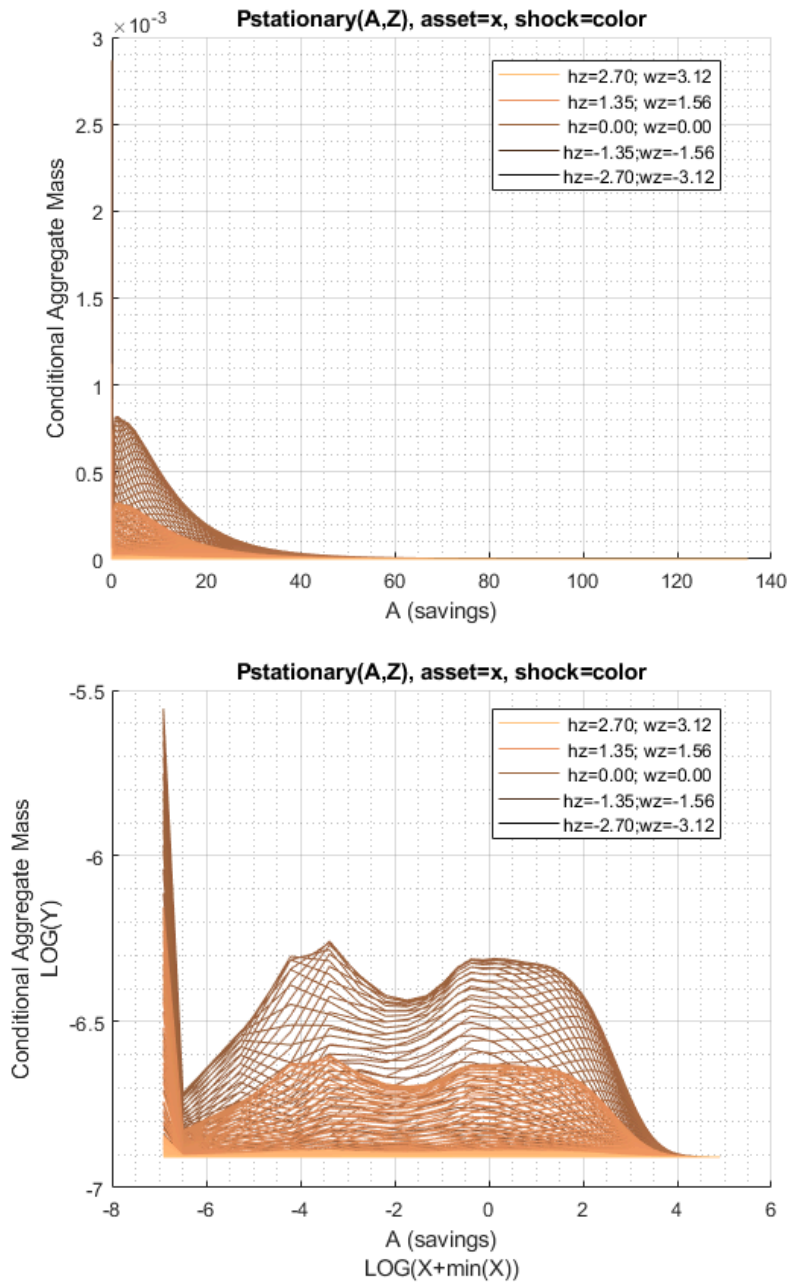 Pstationary(A,Z), asset=x, shock=color
×10⁻³
3
2.5
2
1.5
1
0.5
0
Conditional Aggregate Mass
hz=2.70; wz=3.12
hz=1.35; wz=1.56
hz=0.00; wz=0.00
hz=-1.35;wz=-1.56
hz=-2.70;wz=-3.12
0 20 40 60 80 100 120 140
A (savings)
Pstationary(A,Z), asset=x, shock=color
-5.5
-6
-6.5
-7
Conditional Aggregate Mass
LOG(Y)
hz=2.70; wz=3.12
hz=1.35; wz=1.56
hz=0.00; wz=0.00
hz=-1.35;wz=-1.56
hz=-2.70;wz=-3.12
-8 -6 -4 -2 0 2 4 6
A (savings)
LOG(X+min(X))